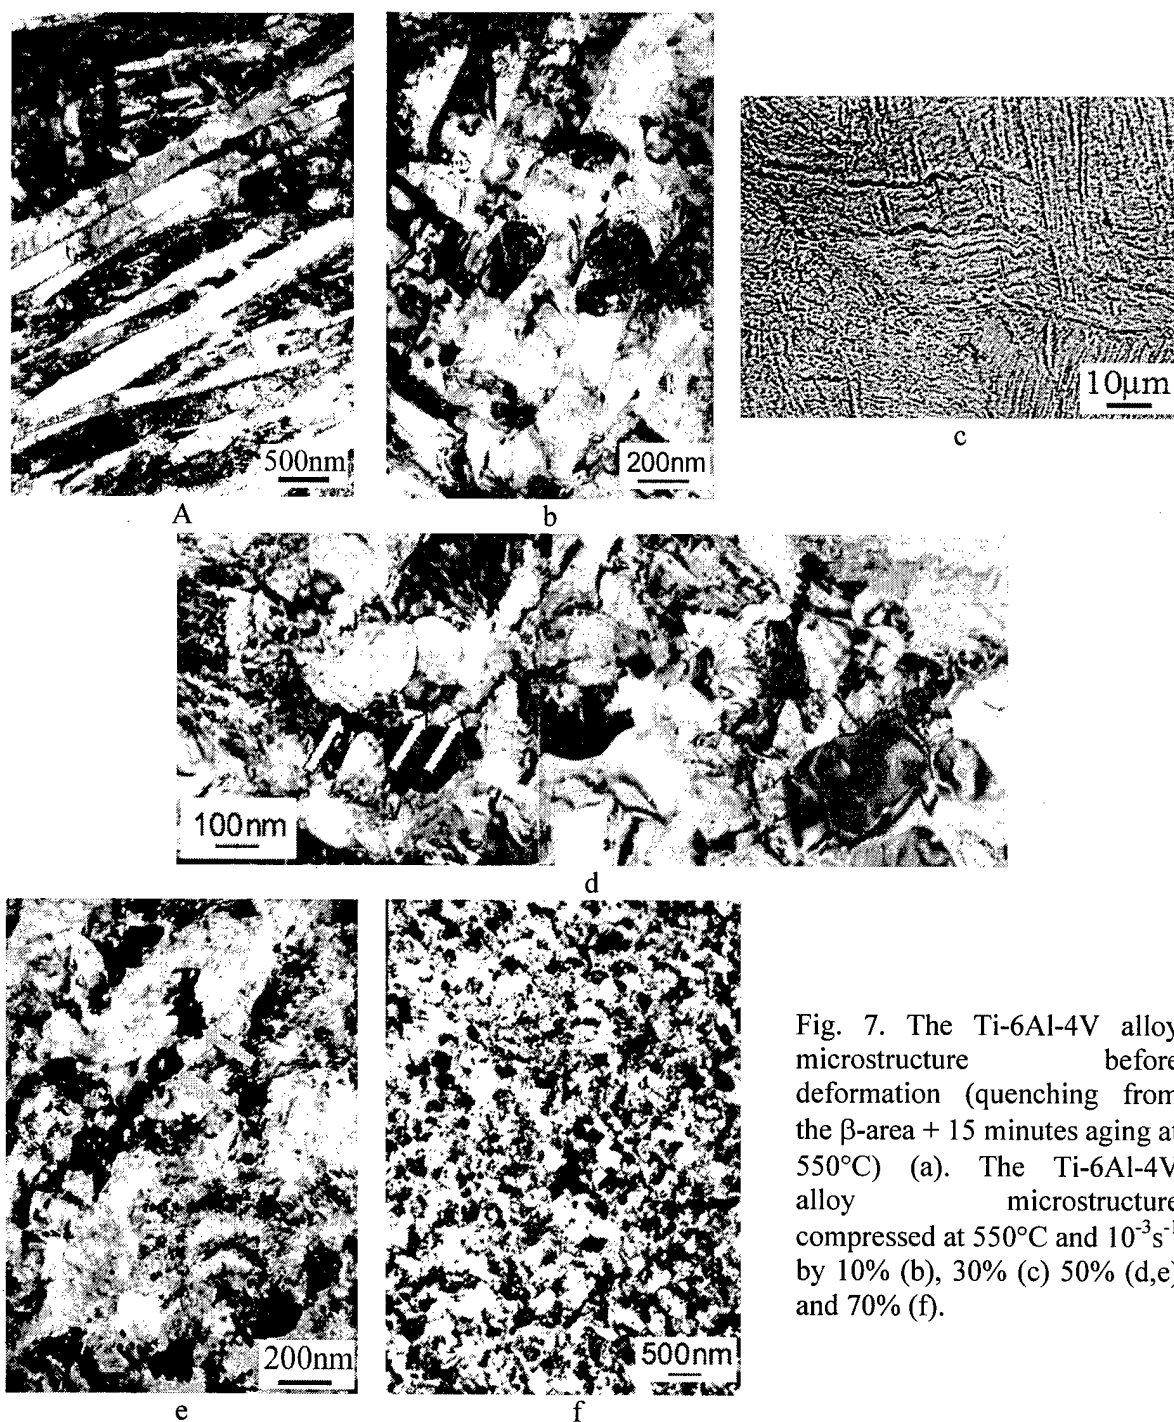 500nm
200nm
10μm
A
b
c
100nm
d
200nm
500nm
e
f
Fig. 7. The Ti-6Al-4V alloy
microstructure before
deformation (quenching from
the β-area + 15 minutes aging at
550°C) (a). The Ti-6Al-4V
alloy microstructure
compressed at 550°C and 10⁻³s⁻¹
by 10% (b), 30% (c) 50% (d,e)
and 70% (f).